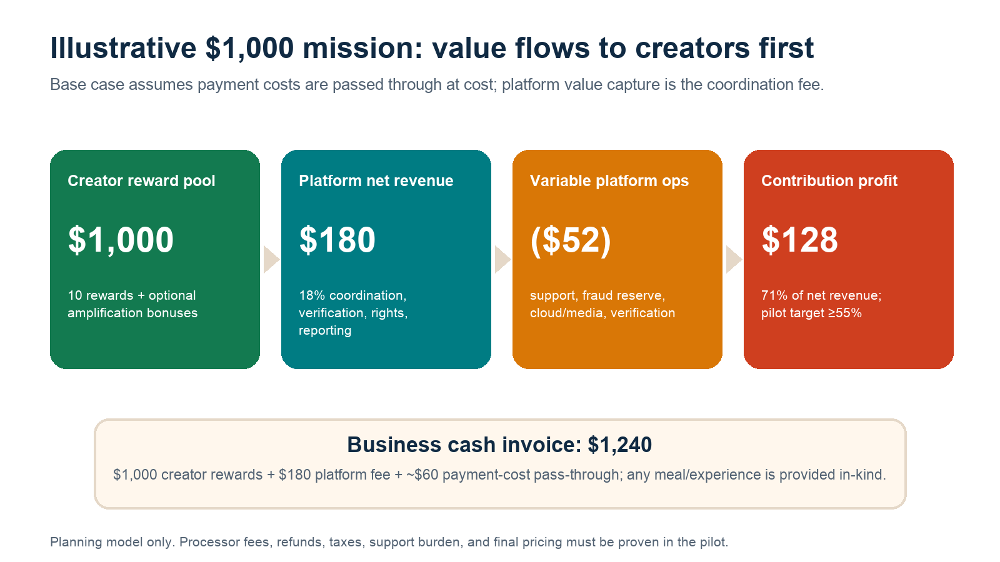 Illustrative $1,000 mission: value flows to creators first
Base case assumes payment costs are passed through at cost; platform value capture is the coordination fee.
Creator reward pool
$1,000
10 rewards + optional
amplification bonuses
Platform net revenue
$180
18% coordination,
verification, rights,
reporting
Variable platform ops
($52)
support, fraud reserve,
cloud/media, verification
Contribution profit
$128
71% of net revenue;
pilot target ≥55%
Business cash invoice: $1,240
$1,000 creator rewards + $180 platform fee + ~$60 payment-cost pass-through; any meal/experience is provided in-kind.
Planning model only. Processor fees, refunds, taxes, support burden, and final pricing must be proven in the pilot.